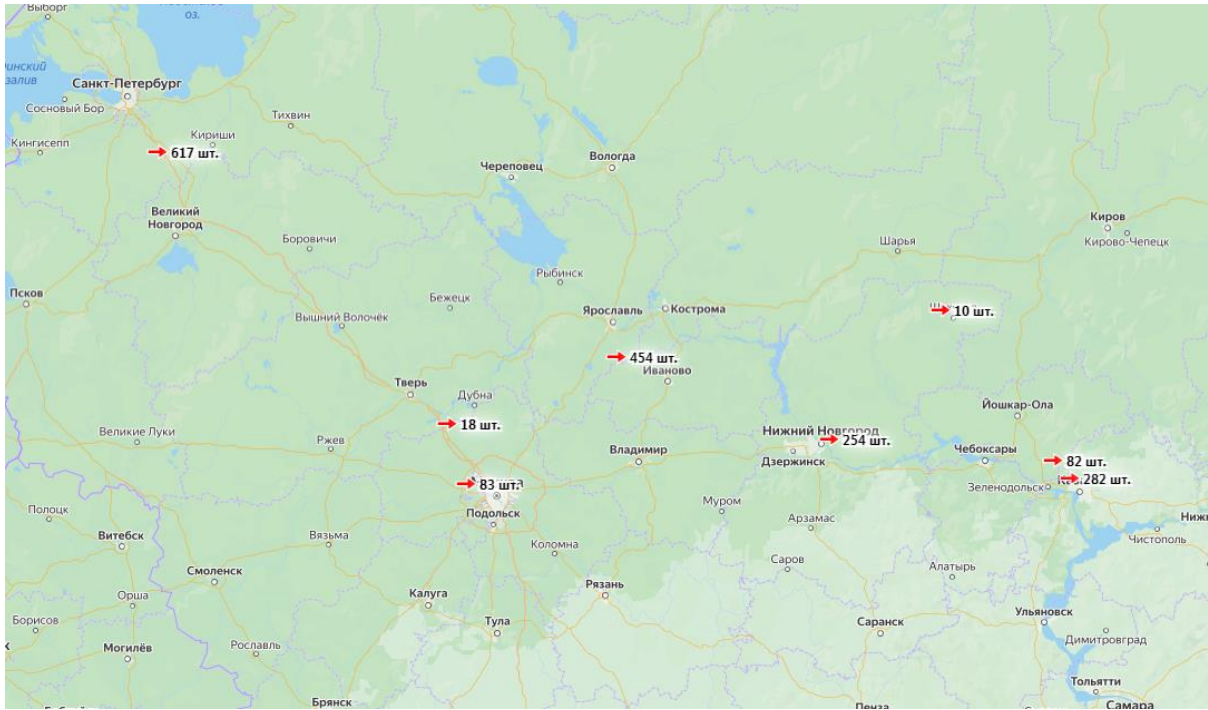 Выборг
оз.
Санкт-Петербург
Сосновый Бор
залив
Кингисепп
Тихвин
Кириши
617 шт.
Вологда
Череповец
Великий
Новгород
Боровичи
Киров
Кирово-Чепецк
Шарья
Рыбинск
Псков
Бежецк
Вышний Волочёк
Ярославль
Кострома
10 шт.
454 шт.
Иваново
Тверь
Дубна
18 шт.
Йошкар-Ола
Великие Луки
Ржев
Нижний Новгород
254 шт.
Дзержинск
Владимир
Чебоксары
82 шт.
282 шт.
Зеленодольск
83 шт.
Подольск
Муром
Арзамас
Полоцк
Витебск
Вязьма
Коломна
Чистополь
Саров
Алатырь
Смоленск
Рязань
Калуга
Орша
Борисов
Тула
Ульяновск
Саранск
Димитровград
Могилёв
Рославль
Тольятти
Самара
Брянск
Пенза